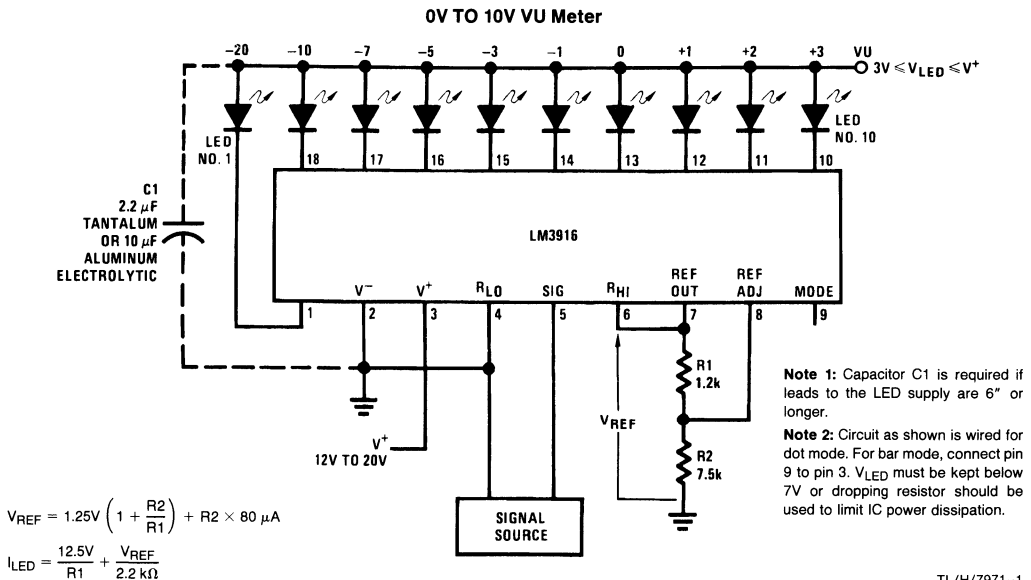 0V TO 10V VU Meter
−20 −10 −7 −5 −3 −1 0 +1 +2 +3 VU
3V ≤ VLED ≤ V+
LED NO. 1
LED NO. 10
18 17 16 15 14 13 12 11 10
C1
2.2 µF
TANTALUM
OR 10 µF
ALUMINUM
ELECTROLYTIC
LM3916
V− V+ RLO SIG RHI REF OUT REF ADJ MODE
1 2 3 4 5 6 7 8 9
R1
1.2k
VREF
R2
7.5k
V+
12V TO 20V
SIGNAL
SOURCE
Note 1: Capacitor C1 is required if
leads to the LED supply are 6″ or
longer.
Note 2: Circuit as shown is wired for
dot mode. For bar mode, connect pin
9 to pin 3. VLED must be kept below
7V or dropping resistor should be
used to limit IC power dissipation.
VREF = 1.25V (1 + R2/R1) + R2 × 80 µA
ILED = 12.5V/R1 + VREF/2.2 kΩ